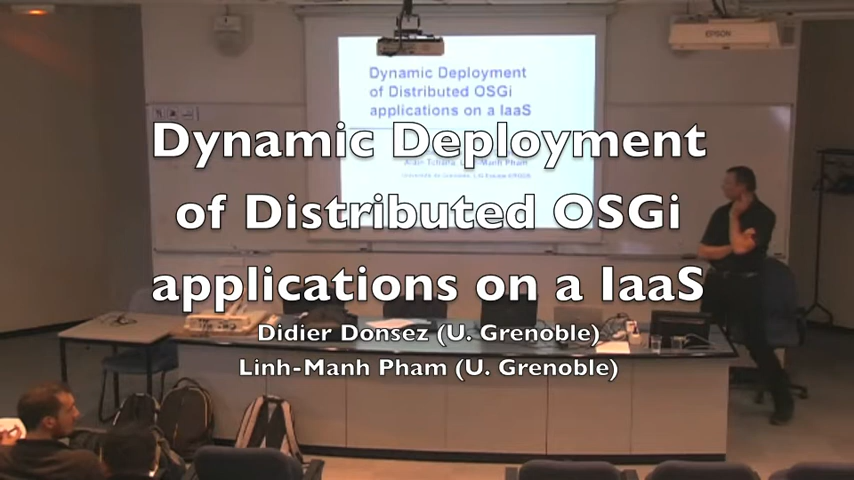 EPSON
Dynamic Deployment
of Distributed OSGi
applications on a IaaS
Dynamic Deployment
of Distributed OSGi
applications on a IaaS
Didier Donsez (U. Grenoble)
Linh-Manh Pham (U. Grenoble)